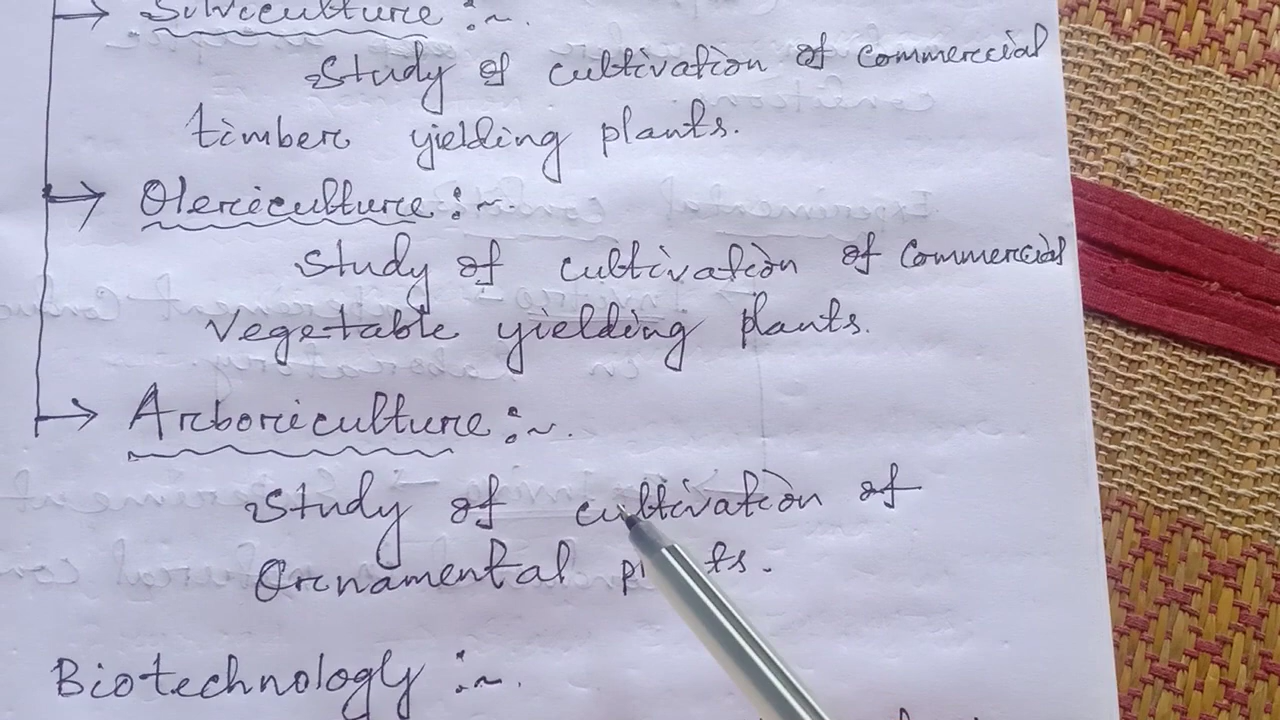 → Silviculture :~.
Study of cultivation of commercial
timber yielding plants.
→ Olericulture :~.
Study of cultivation of commercial
vegetable yielding plants.
→ Arboriculture :~.
Study of cultivation of
Ornamental
Biotechnology :~.